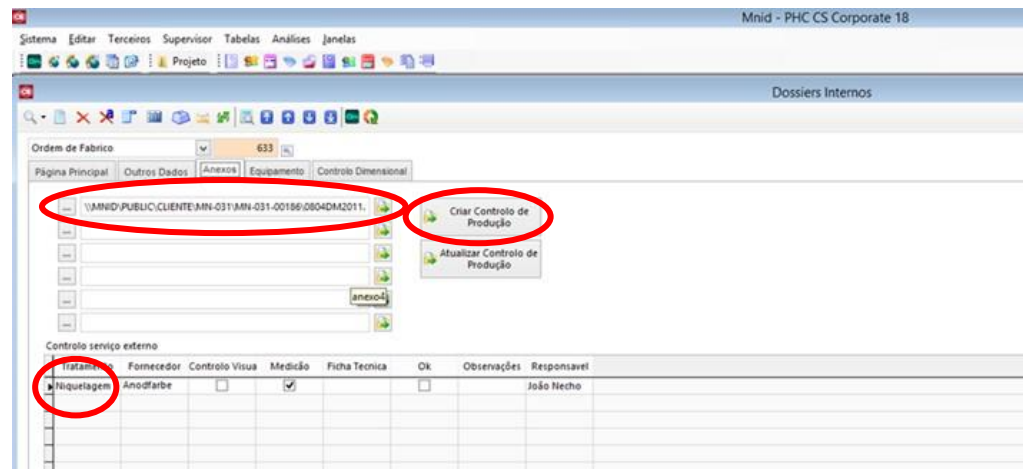 CS Mnid - PHC CS Corporate 18
Sistema Editar Terceiros Supervisor Tabelas Análises Janelas
Projeto
CS Dossiers Internos
Ordem de Fabrico 633
Página Principal Outros Dados Anexos Equipamento Controlo Dimensional
... \\MNID\PUBLIC\CLIENTE\MN-031\MN-031-00186\0804DM2011.
Criar Controlo de
Produção
...
...
Atualizar Controlo de
Produção
...
... anexo4
...
Controlo serviço externo
Tratamento Fornecedor Controlo Visua Medicão Ficha Tecnica Ok Observações Responsavel
Niquelagem Anodfarbe João Necho